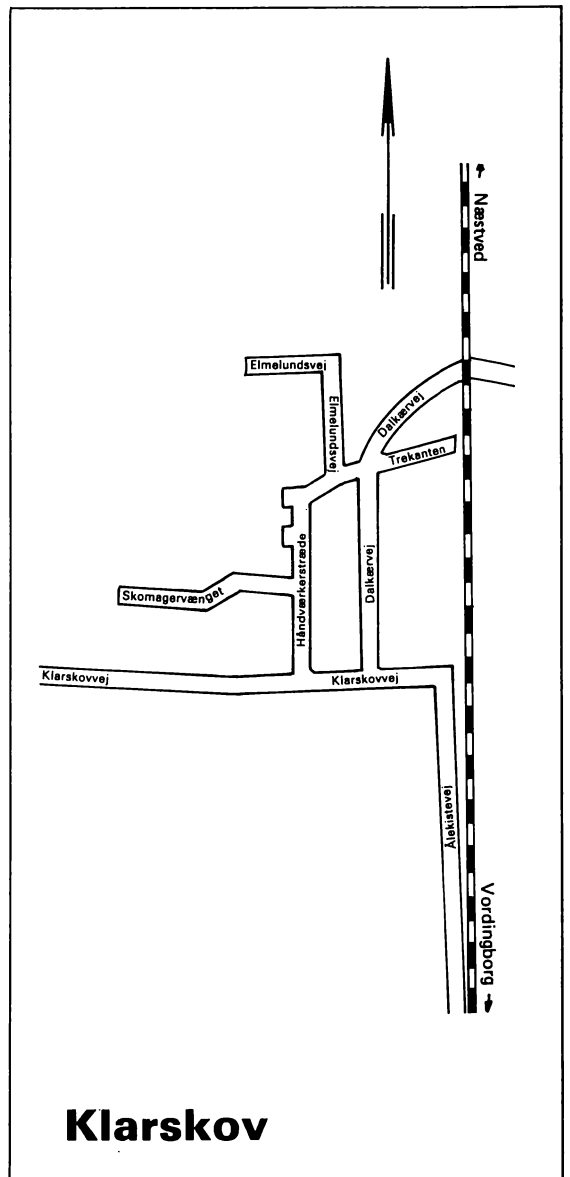 Næstved
Elmelundsvej
Elmelundsvej
Dalkærvej
Trekanten
Håndværkerstræde
Dalkærvej
Skomagervænget
Klarskovvej
Klarskovvej
Ålekistevej
Vordingborg
Klarskov